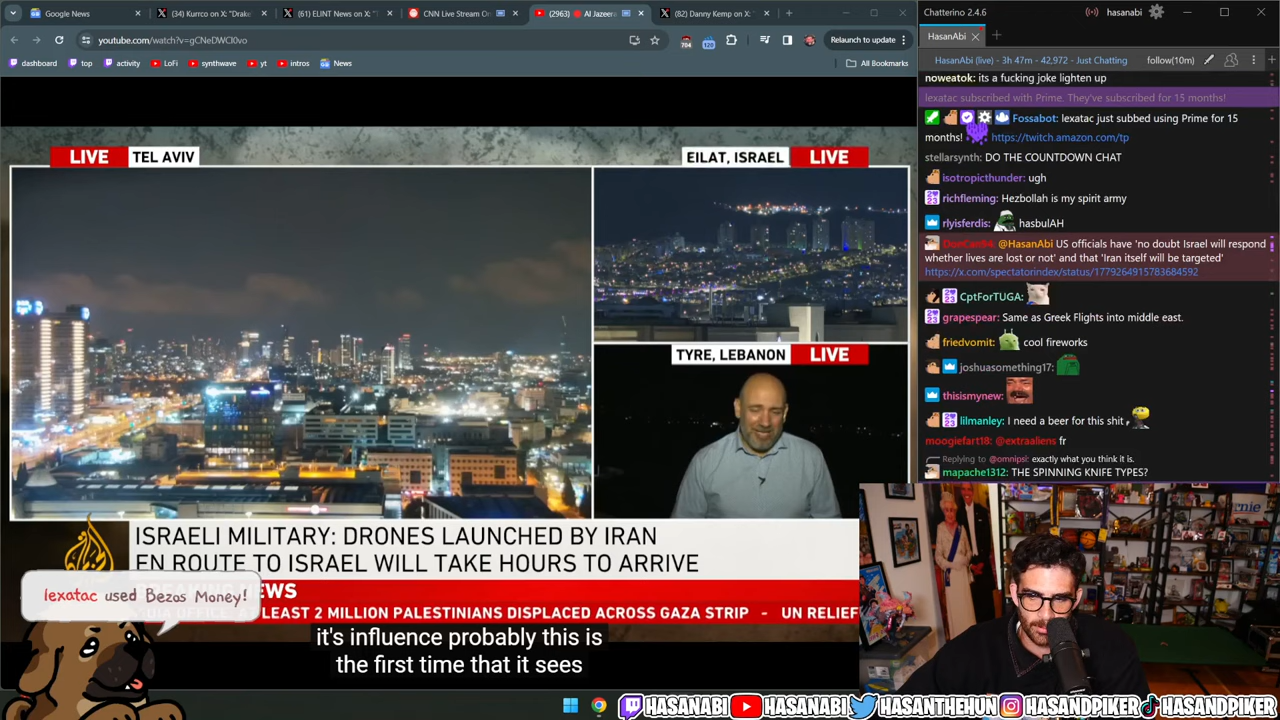 Google News
(34) Kurrco on X: "Drake
(61) ELINT News on X: "
CNN Live Stream On
(2963) Al Jazeera
(82) Danny Kemp on X:
youtube.com/watch?v=gCNeDWCl0vo
704
120
Relaunch to update
dashboard
top
activity
LoFi
synthwave
yt
intros
News
All Bookmarks
LIVE
TEL AVIV
EILAT, ISRAEL
LIVE
TYRE, LEBANON
LIVE
ISRAELI MILITARY: DRONES LAUNCHED BY IRAN
EN ROUTE TO ISRAEL WILL TAKE HOURS TO ARRIVE
NEWS
LEAST 2 MILLION PALESTINIANS DISPLACED ACROSS GAZA STRIP - UN RELIEF
it's influence probably this is
the first time that it sees
lexatac used Bezos Money!
Chatterino 2.4.6
hasanabi
HasanAbi
HasanAbi (live) - 3h 47m - 42,972 - Just Chatting
follow(10m)
noweatok: its a fucking joke lighten up
lexatac subscribed with Prime. They've subscribed for 15 months!
Fossabot: lexatac just subbed using Prime for 15
months! https://twitch.amazon.com/tp
stellarsynth: DO THE COUNTDOWN CHAT
isotropicthunder: ugh
richfleming: Hezbollah is my spirit army
rlyisferdis: hasbulAH
DonCan94: @HasanAbi US officials have 'no doubt Israel will respond
whether lives are lost or not' and that 'Iran itself will be targeted'
https://x.com/spectatorindex/status/1779264915783684592
CptForTUGA:
grapespear: Same as Greek Flights into middle east.
friedvomit: cool fireworks
joshuasomething17:
thisismynew:
lilmanley: I need a beer for this shit,
moogiefart18: @extraaliens fr
Replying to @omnipsi: exactly what you think it is.
mapache1312: THE SPINNING KNIFE TYPES?
ernie
HASANABI
HASANABI
HASANTHEHUN
HASANDPIKER
HASANDPIKER